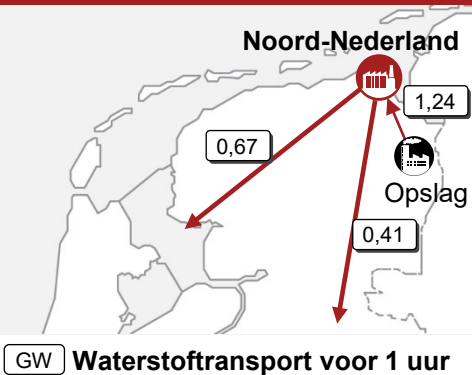 Noord-Nederland
1,24
0,67
Opslag
0,41
GW Waterstoftransport voor 1 uur